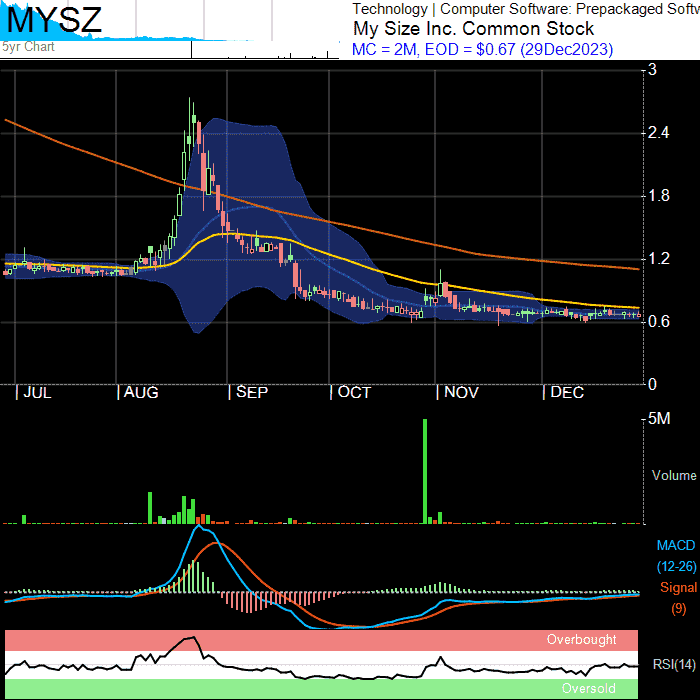 MYSZ
5yr Chart
Technology | Computer Software: Prepackaged Softw
My Size Inc. Common Stock
MC = 2M, EOD = $0.67 (29Dec2023)
3
2.4
1.8
1.2
0.6
0
JUL AUG SEP OCT NOV DEC
5M
Volume
MACD
(12-26)
Signal
(9)
Overbought
RSI(14)
Oversold